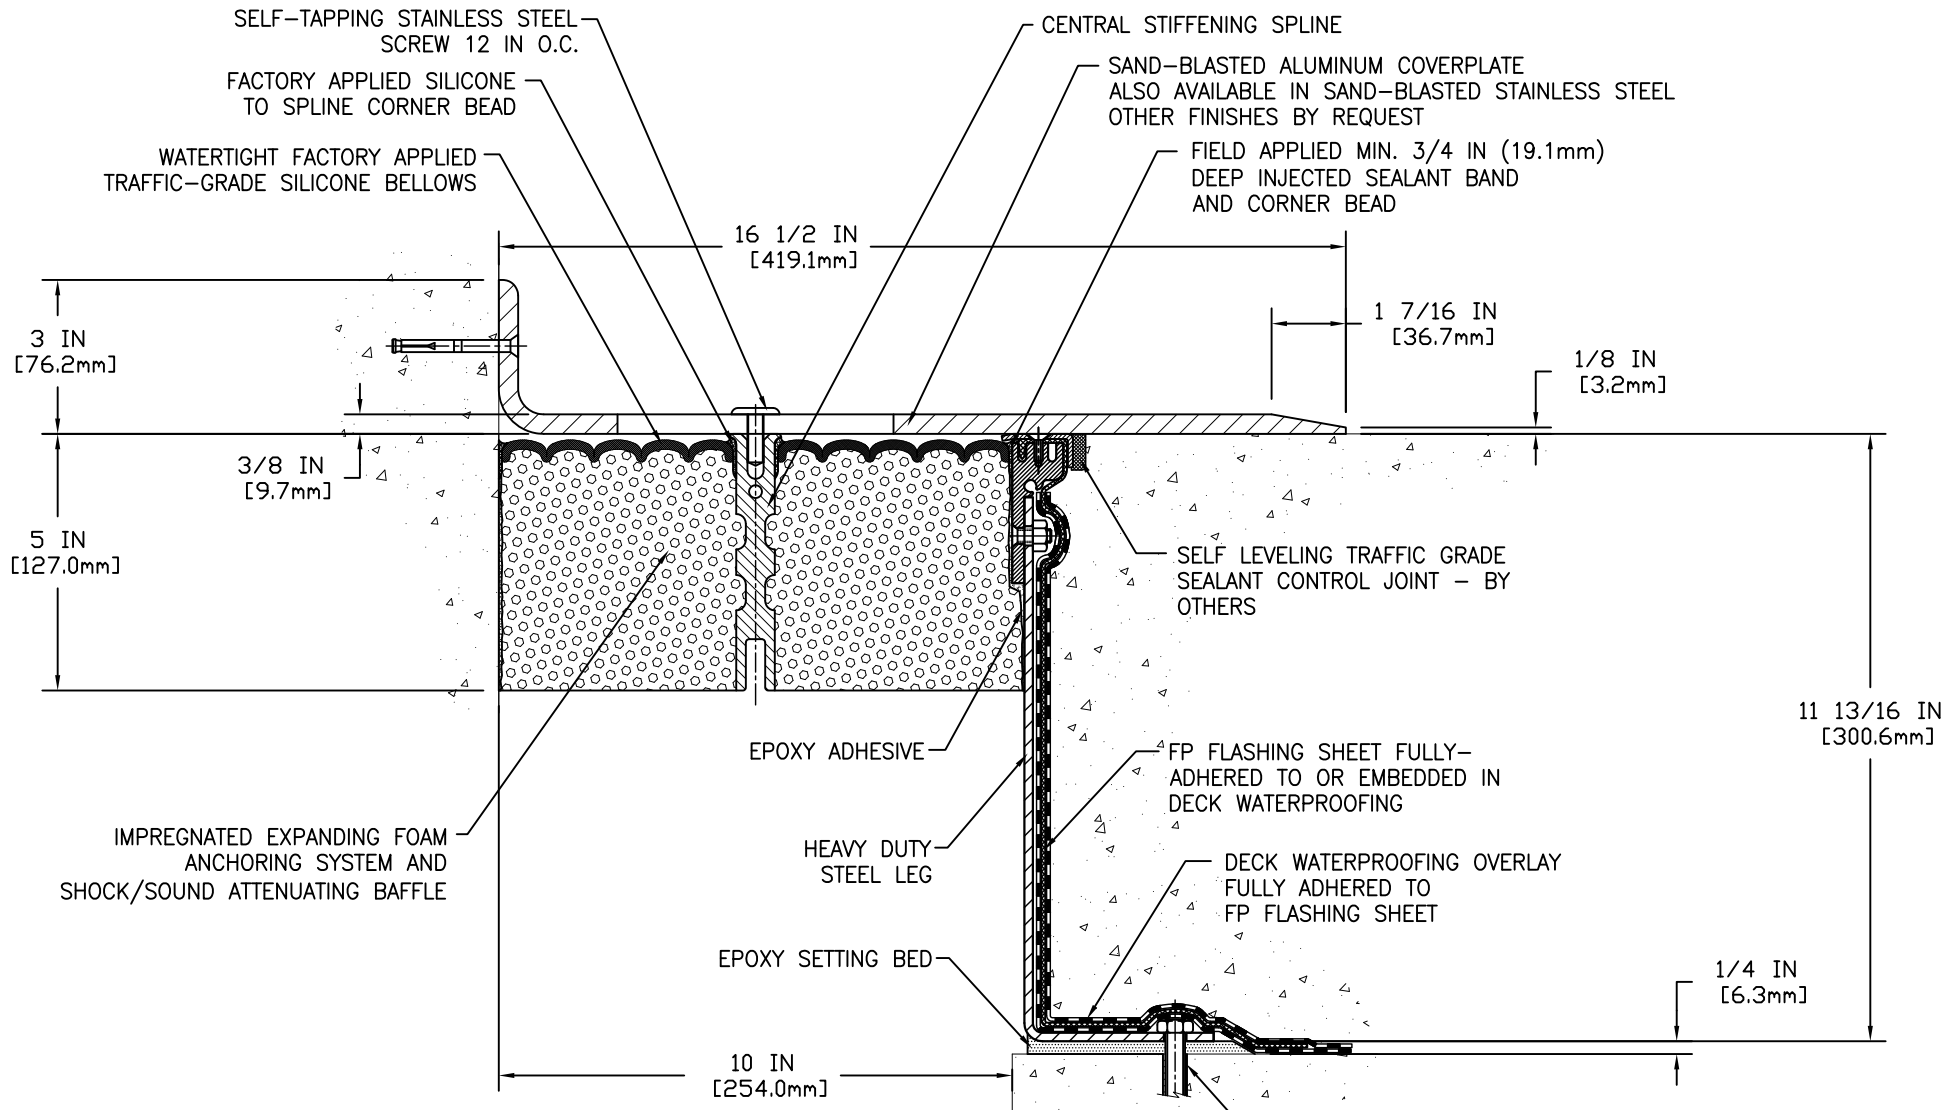 SELF-TAPPING STAINLESS STEEL
SCREW 12 IN O.C.
FACTORY APPLIED SILICONE
TO SPLINE CORNER BEAD
WATERTIGHT FACTORY APPLIED
TRAFFIC-GRADE SILICONE BELLOWS
CENTRAL STIFFENING SPLINE
SAND-BLASTED ALUMINUM COVERPLATE
ALSO AVAILABLE IN SAND-BLASTED STAINLESS STEEL
OTHER FINISHES BY REQUEST
FIELD APPLIED MIN. 3/4 IN (19.1mm)
DEEP INJECTED SEALANT BAND
AND CORNER BEAD
16 1/2 IN
[419.1mm]
3 IN
[76.2mm]
1 7/16 IN
[36.7mm]
1/8 IN
[3.2mm]
3/8 IN
[9.7mm]
5 IN
[127.0mm]
SELF LEVELING TRAFFIC GRADE
SEALANT CONTROL JOINT - BY
OTHERS
11 13/16 IN
[300.6mm]
EPOXY ADHESIVE
FP FLASHING SHEET FULLY-
ADHERED TO OR EMBEDDED IN
DECK WATERPROOFING
IMPREGNATED EXPANDING FOAM
ANCHORING SYSTEM AND
SHOCK/SOUND ATTENUATING BAFFLE
HEAVY DUTY
STEEL LEG
DECK WATERPROOFING OVERLAY
FULLY ADHERED TO
FP FLASHING SHEET
EPOXY SETTING BED
1/4 IN
[6.3mm]
10 IN
[254.0mm]